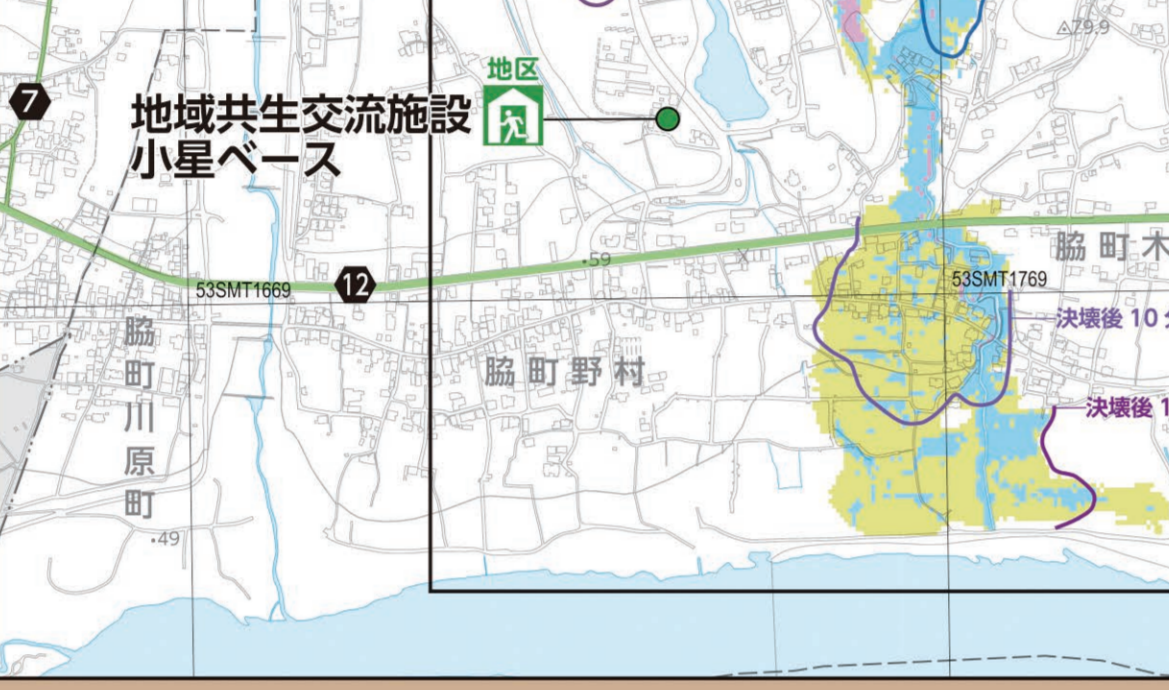 △79.9
地区
7
地域共生交流施設
小星ベース
.59
脇町木
12
53SMT1669
53SMT1769
決壊後 10
脇町川原町
脇町野村
決壊後 1
.49